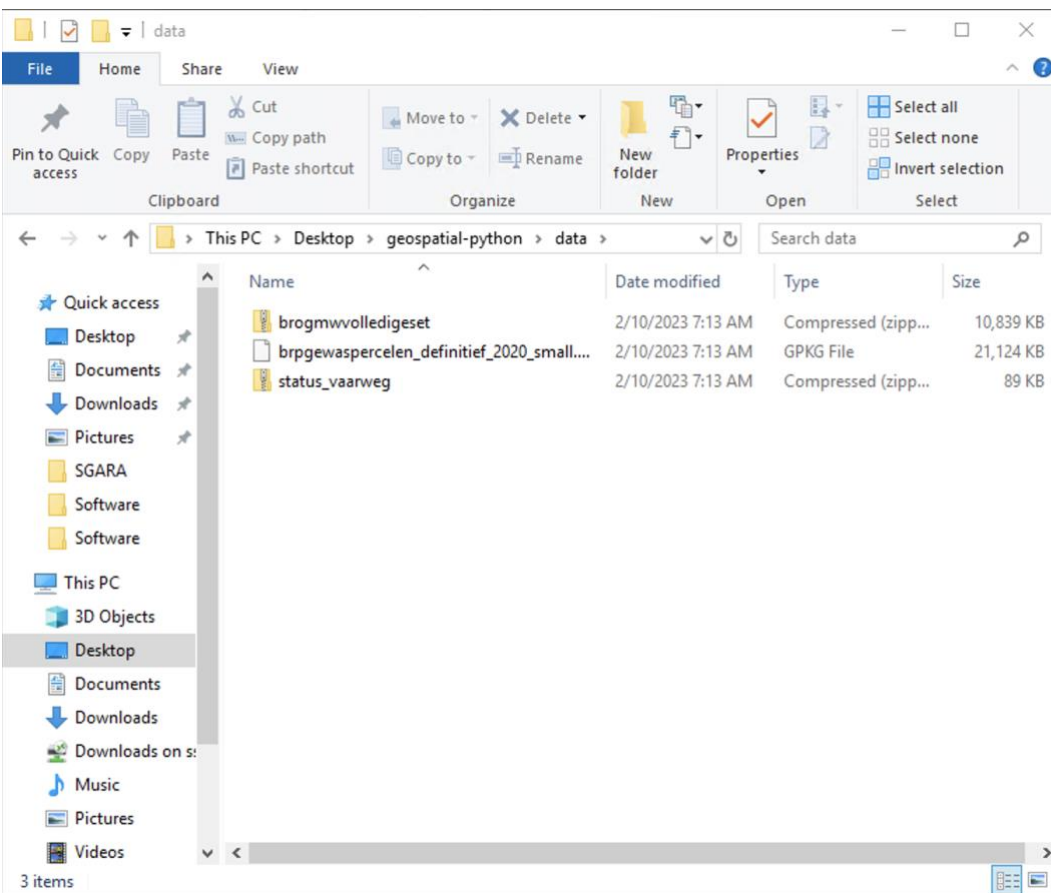 data
File Home Share View
Pin to Quick access
Copy
Paste
Cut
Copy path
Paste shortcut
Clipboard
Move to
Copy to
Delete
Rename
Organize
New folder
New
Properties
Open
Select all
Select none
Invert selection
Select
This PC > Desktop > geospatial-python > data >
Search data
Quick access
Desktop
Documents
Downloads
Pictures
SGARA
Software
Software
This PC
3D Objects
Desktop
Documents
Downloads
Downloads on s
Music
Pictures
Videos
Name Date modified Type Size
brogmwvolledigeset 2/10/2023 7:13 AM Compressed (zipp... 10,839 KB
brpgewaspercelen_definitief_2020_small.... 2/10/2023 7:13 AM GPKG File 21,124 KB
status_vaarweg 2/10/2023 7:13 AM Compressed (zipp... 89 KB
3 items